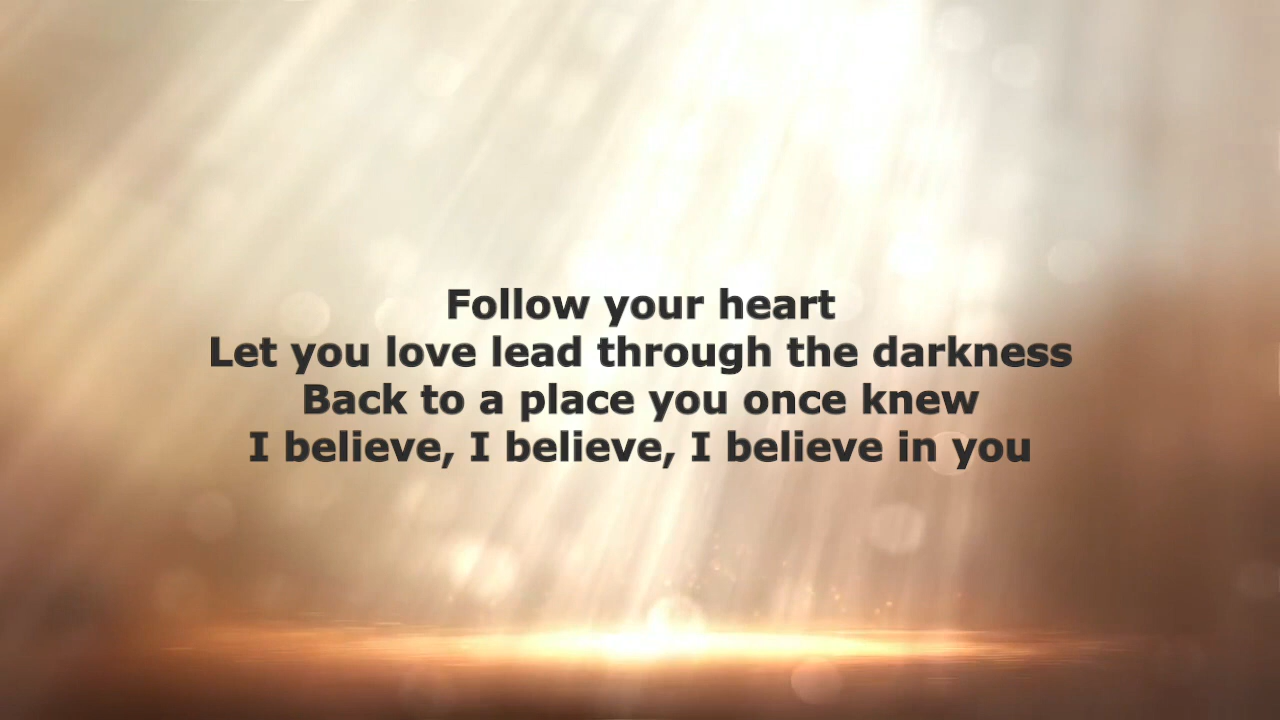 Follow your heart
Let you love lead through the darkness
Back to a place you once knew
I believe, I believe, I believe in you